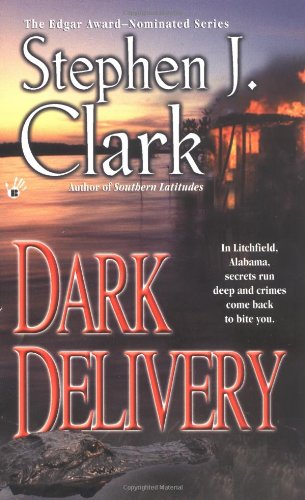 The Edgar Award–Nominated Series
Stephen J.
Clark
Author of Southern Latitudes
In Litchfield,
Alabama,
secrets run
deep and crimes
come back
to bite you.
DARK
DELIVERY